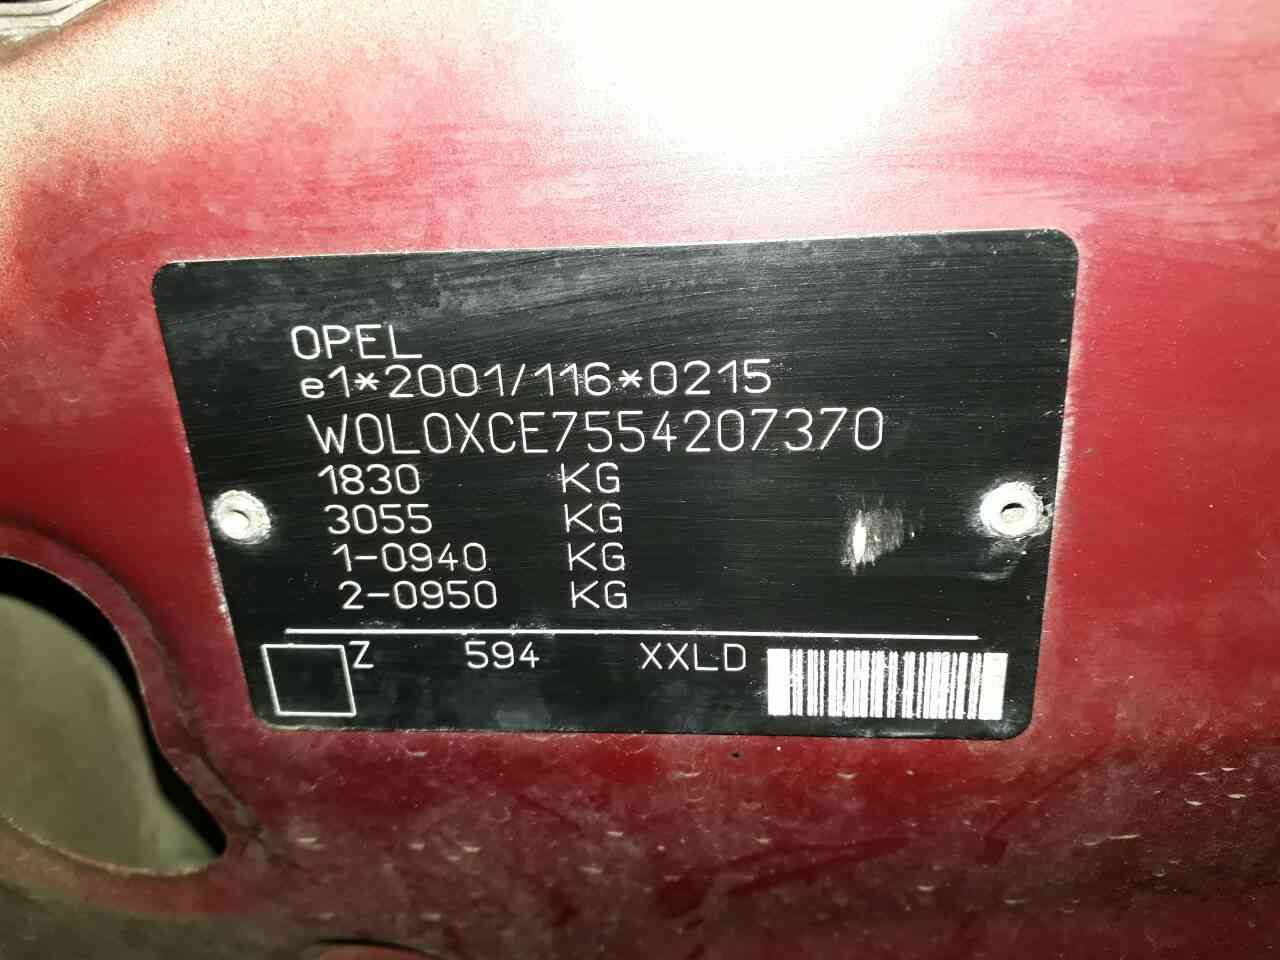 OPEL
e1*2001/116*0215
W0L0XCE7554207370
1830 KG
3055 KG
1-0940 KG
2-0950 KG
Z 594 XXLD